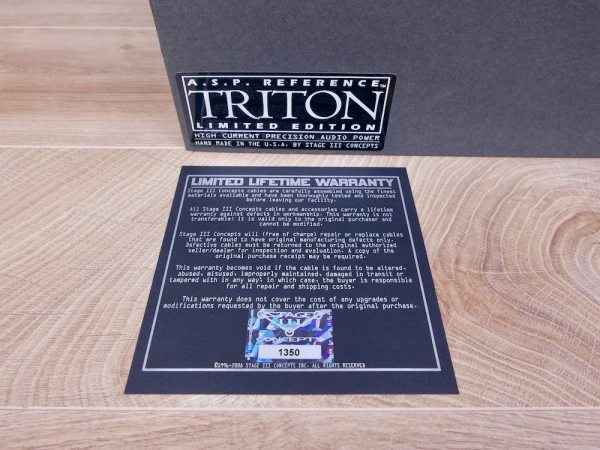 A.S.P. REFERENCE™
TRITON
LIMITED EDITION
HIGH CURRENT PRECISION AUDIO POWER
HAND MADE IN THE U.S.A. BY STAGE III CONCEPTS
LIMITED LIFETIME WARRANTY
Stage III Concepts cables are carefully assembled using the finest
materials available and have been thoroughly tested and inspected
before leaving our facility.
All Stage III Concepts cables and accessories carry a lifetime
warranty against defects in workmanship. This warranty is not
transferable: it is valid only to the original purchaser and
cannot be modified.
Stage III Concepts will (free of charge) repair or replace cables
that are found to have original manufacturing defects only.
Defective cables must be returned to the original authorized
seller/dealer for inspection and evaluation. A copy of the
original purchase receipt may be required.
This warranty becomes void if the cable is found to be altered,
abused, misused, improperly maintained, damaged in transit or
tampered with in any way; in which case, the buyer is responsible
for all repair and shipping costs.
This warranty does not cover the cost of any upgrades or
modifications requested by the buyer after the original purchase.
STAGE
III
CONCEPTS
1350
©1996-2006 STAGE III CONCEPTS INC. ALL RIGHTS RESERVED